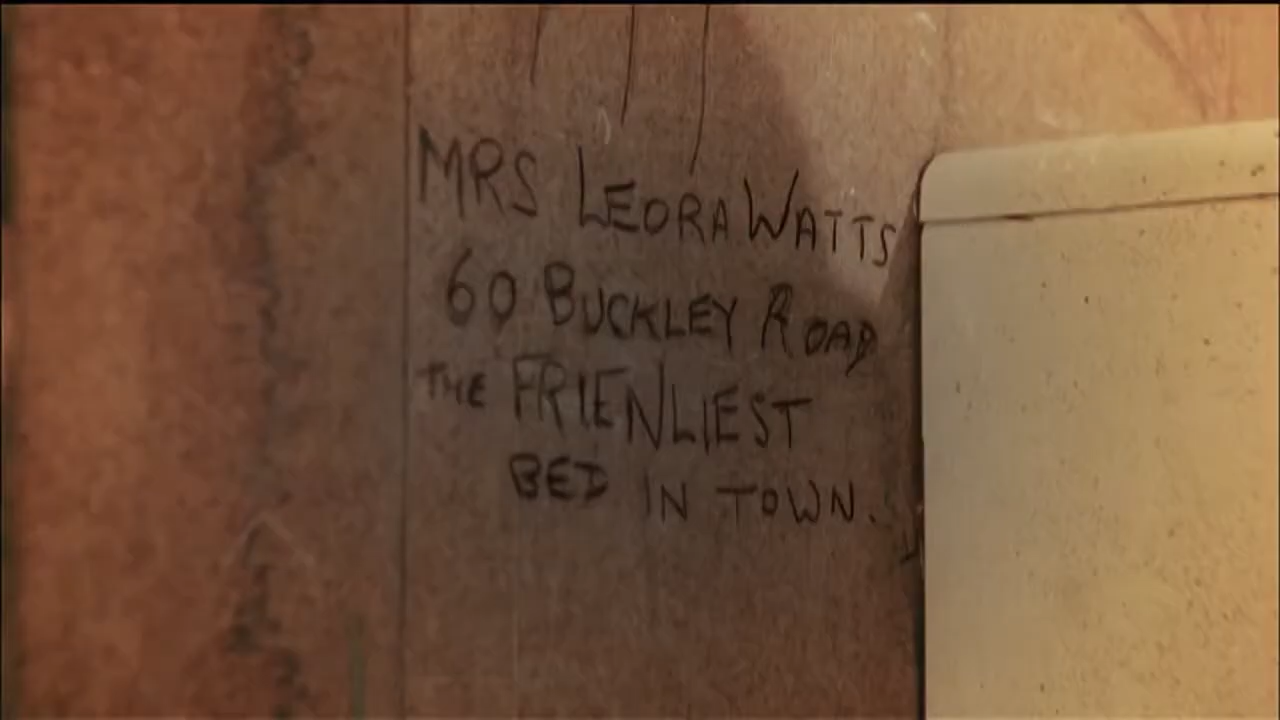 MRS LEORA WATTS
60 BUCKLEY ROAD
THE FRIENLIEST
BED IN TOWN.